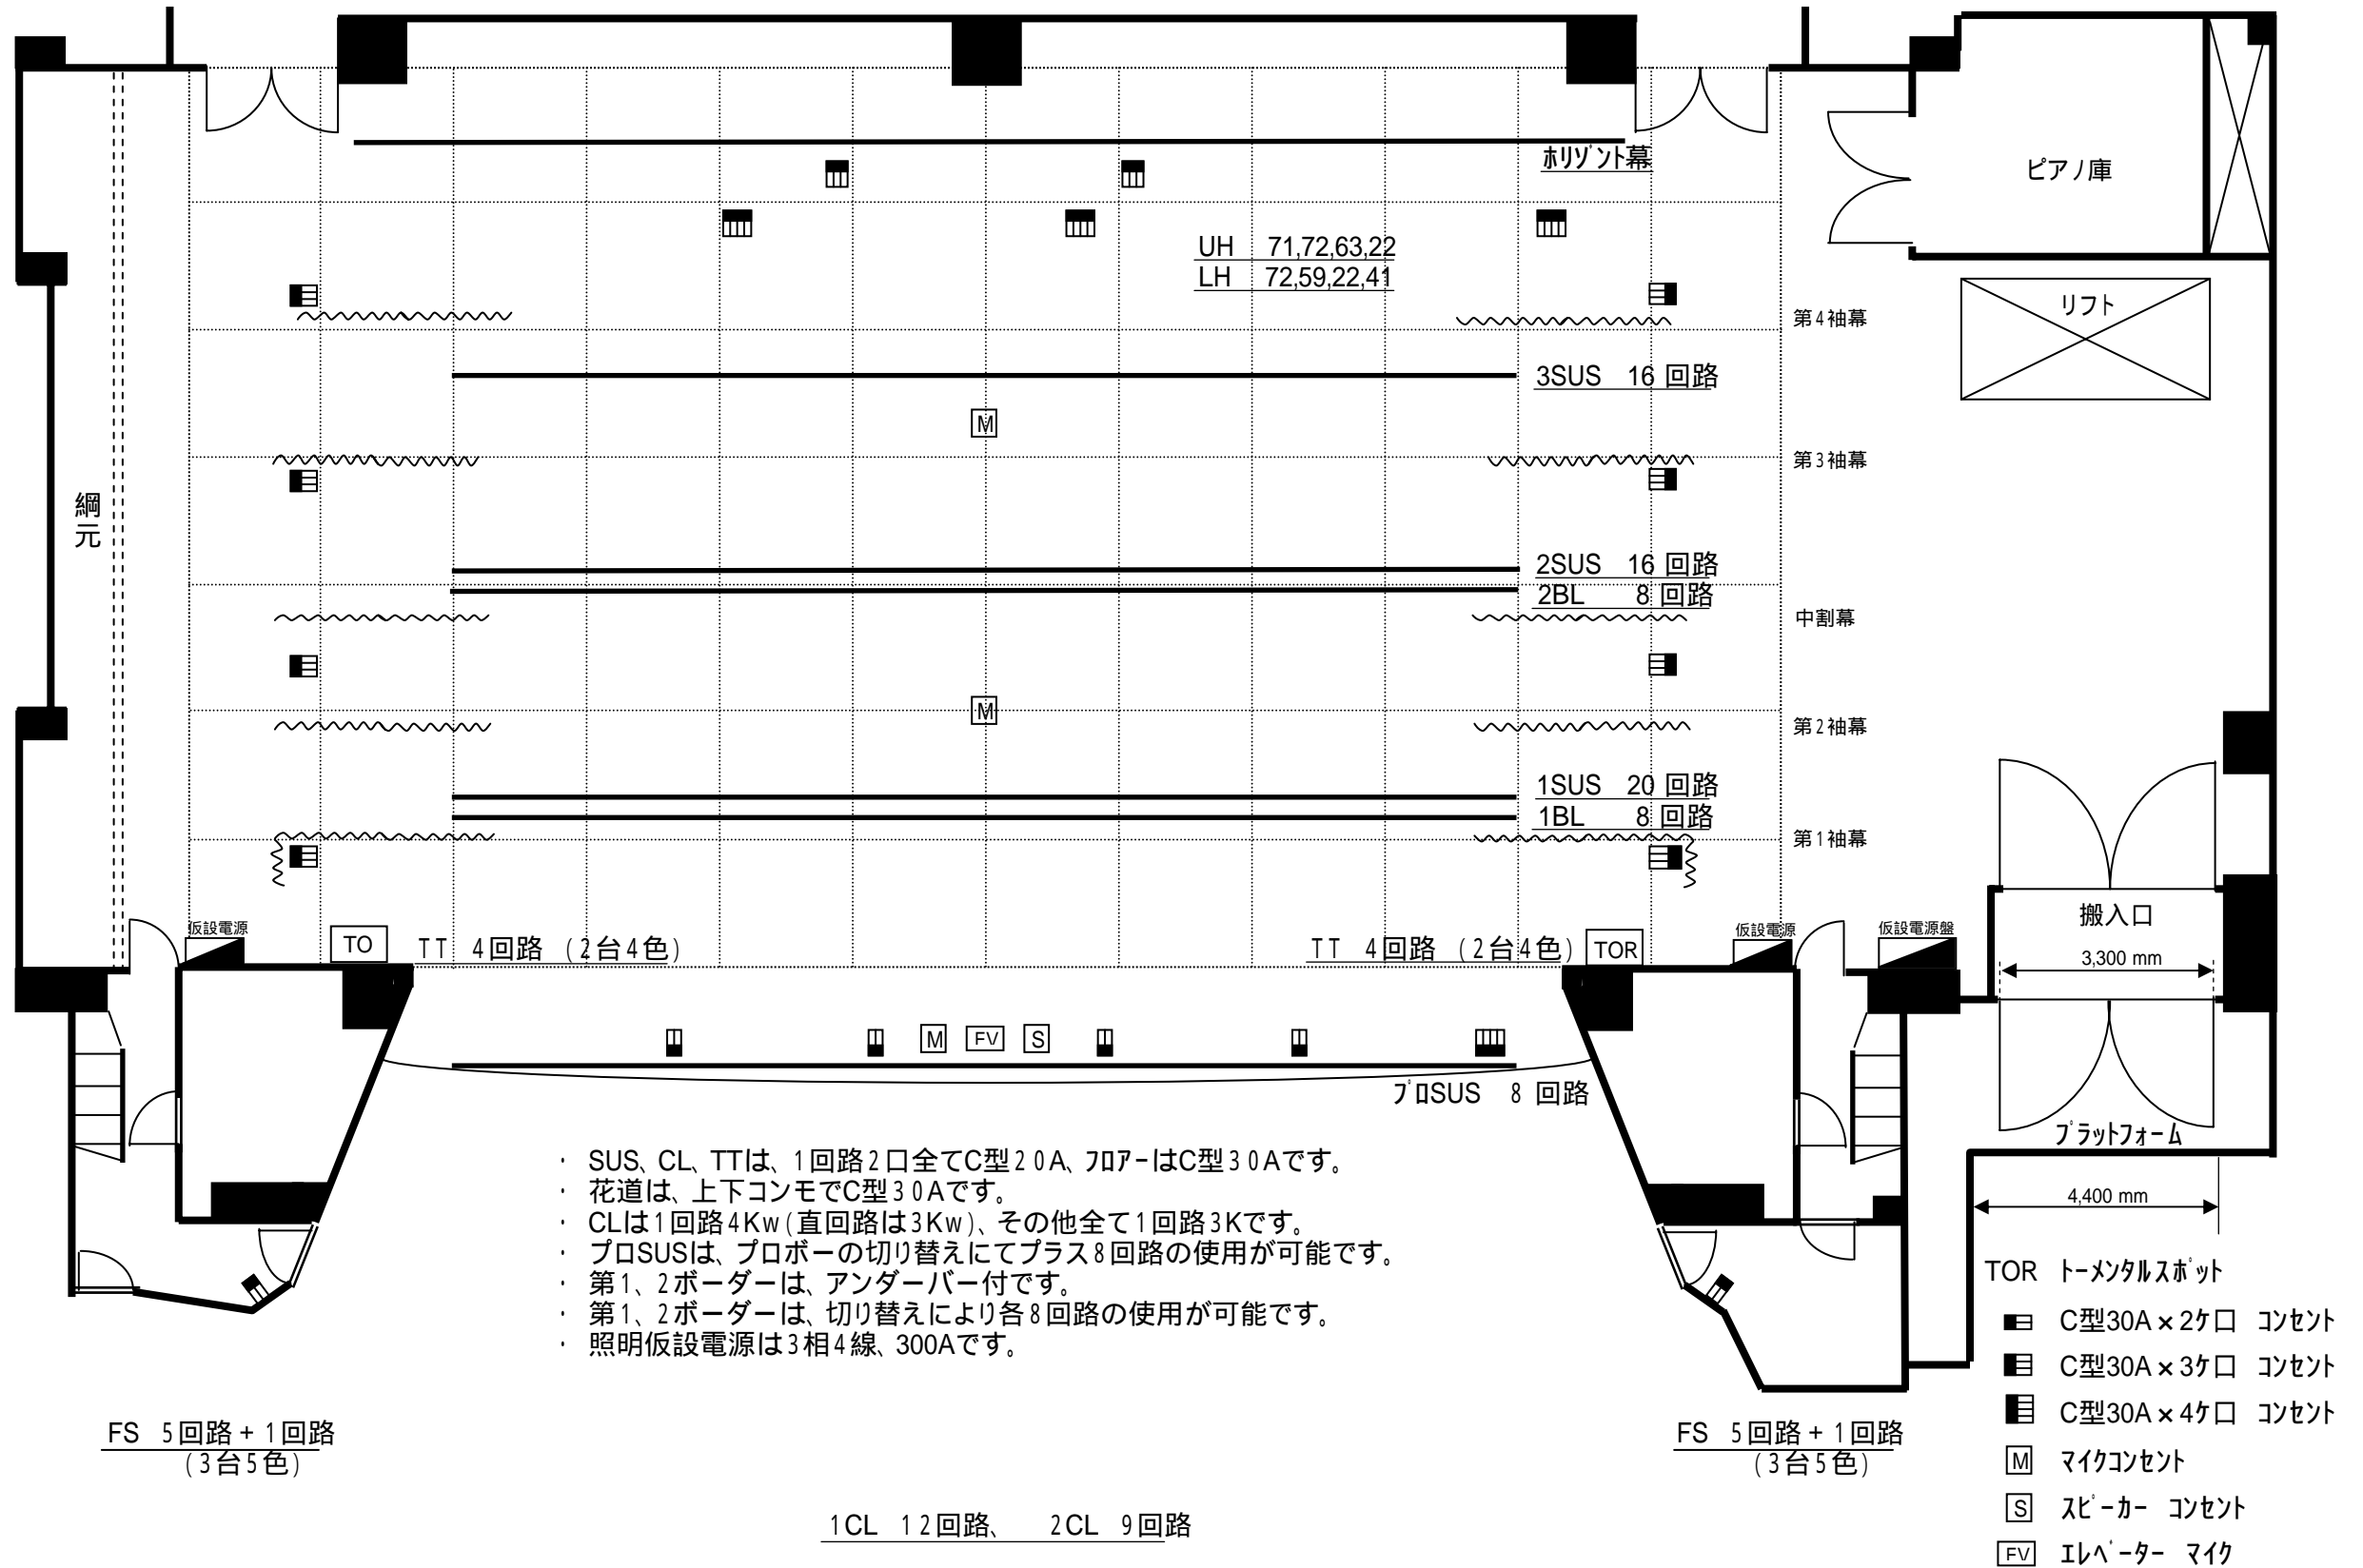 ﾎﾘｿﾞﾝﾄ幕
ピアノ庫
UH 71,72,63,22
LH 72,59,22,41
リフト
第4袖幕
3SUS 16 回路
M
第3袖幕
綱元
2SUS 16 回路
2BL 8 回路
中割幕
M
第2袖幕
1SUS 20 回路
1BL 8 回路
第1袖幕
搬入口
3,300 mm
仮設電源
TO
TT 4回路 (2台4色)
TT 4回路 (2台4色)
TOR
仮設電源
仮設電源盤
M
FV
S
ﾌﾟﾛSUS 8 回路
ﾌﾟﾗｯﾄﾌｫｰﾑ
4,400 mm
・ SUS、CL、TTは、1回路2口全てC型20A、ﾌﾛｱｰはC型30Aです。
・ 花道は、上下コンモでC型30Aです。
・ CLは1回路4Kw(直回路は3Kw)、その他全て1回路3Kです。
・ プロSUSは、プロボーの切り替えにてプラス8回路の使用が可能です。
・ 第1、2ボーダーは、アンダーバー付です。
・ 第1、2ボーダーは、切り替えにより各8回路の使用が可能です。
・ 照明仮設電源は3相4線、300Aです。
TOR ﾄｰﾒﾝﾀﾙｽﾎﾟｯﾄ
C型30A×2ｹ口 ｺﾝｾﾝﾄ
C型30A×3ｹ口 ｺﾝｾﾝﾄ
C型30A×4ｹ口 ｺﾝｾﾝﾄ
M ﾏｲｸｺﾝｾﾝﾄ
S ｽﾋﾟｰｶｰ ｺﾝｾﾝﾄ
FV ｴﾚﾍﾞｰﾀｰ ﾏｲｸ
FS 5回路+1回路
(3台5色)
FS 5回路+1回路
(3台5色)
1CL 12回路、 2CL 9回路